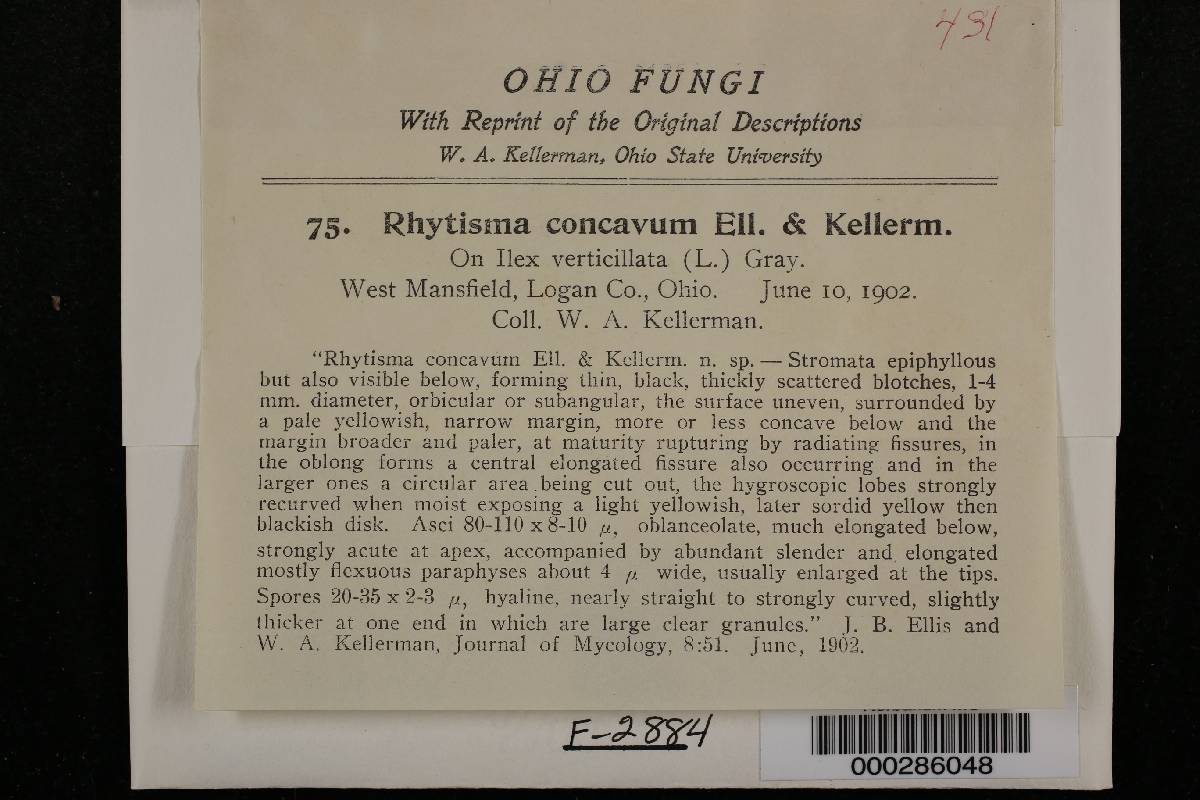 431
OHIO FUNGI
With Reprint of the Original Descriptions
W. A. Kellerman, Ohio State University
75. Rhytisma concavum Ell. & Kellerm.
On Ilex verticillata (L.) Gray.
West Mansfield, Logan Co., Ohio. June 10, 1902.
Coll. W. A. Kellerman.
"Rhytisma concavum Ell. & Kellerm. n. sp. — Stromata epiphyllous
but also visible below, forming thin, black, thickly scattered blotches, 1-4
mm. diameter, orbicular or subangular, the surface uneven, surrounded by
a pale yellowish, narrow margin, more or less concave below and the
margin broader and paler, at maturity rupturing by radiating fissures, in
the oblong forms a central elongated fissure also occurring and in the
larger ones a circular area being cut out, the hygroscopic lobes strongly
recurved when moist exposing a light yellowish, later sordid yellow then
blackish disk. Asci 80-110 x 8-10 μ, oblanceolate, much elongated below,
strongly acute at apex, accompanied by abundant slender and elongated
mostly flexuous paraphyses about 4 μ wide, usually enlarged at the tips.
Spores 20-35 x 2-3 μ, hyaline, nearly straight to strongly curved, slightly
thicker at one end in which are large clear granules." J. B. Ellis and
W. A. Kellerman, Journal of Mycology, 8:51. June, 1902.
F-2884
000286048